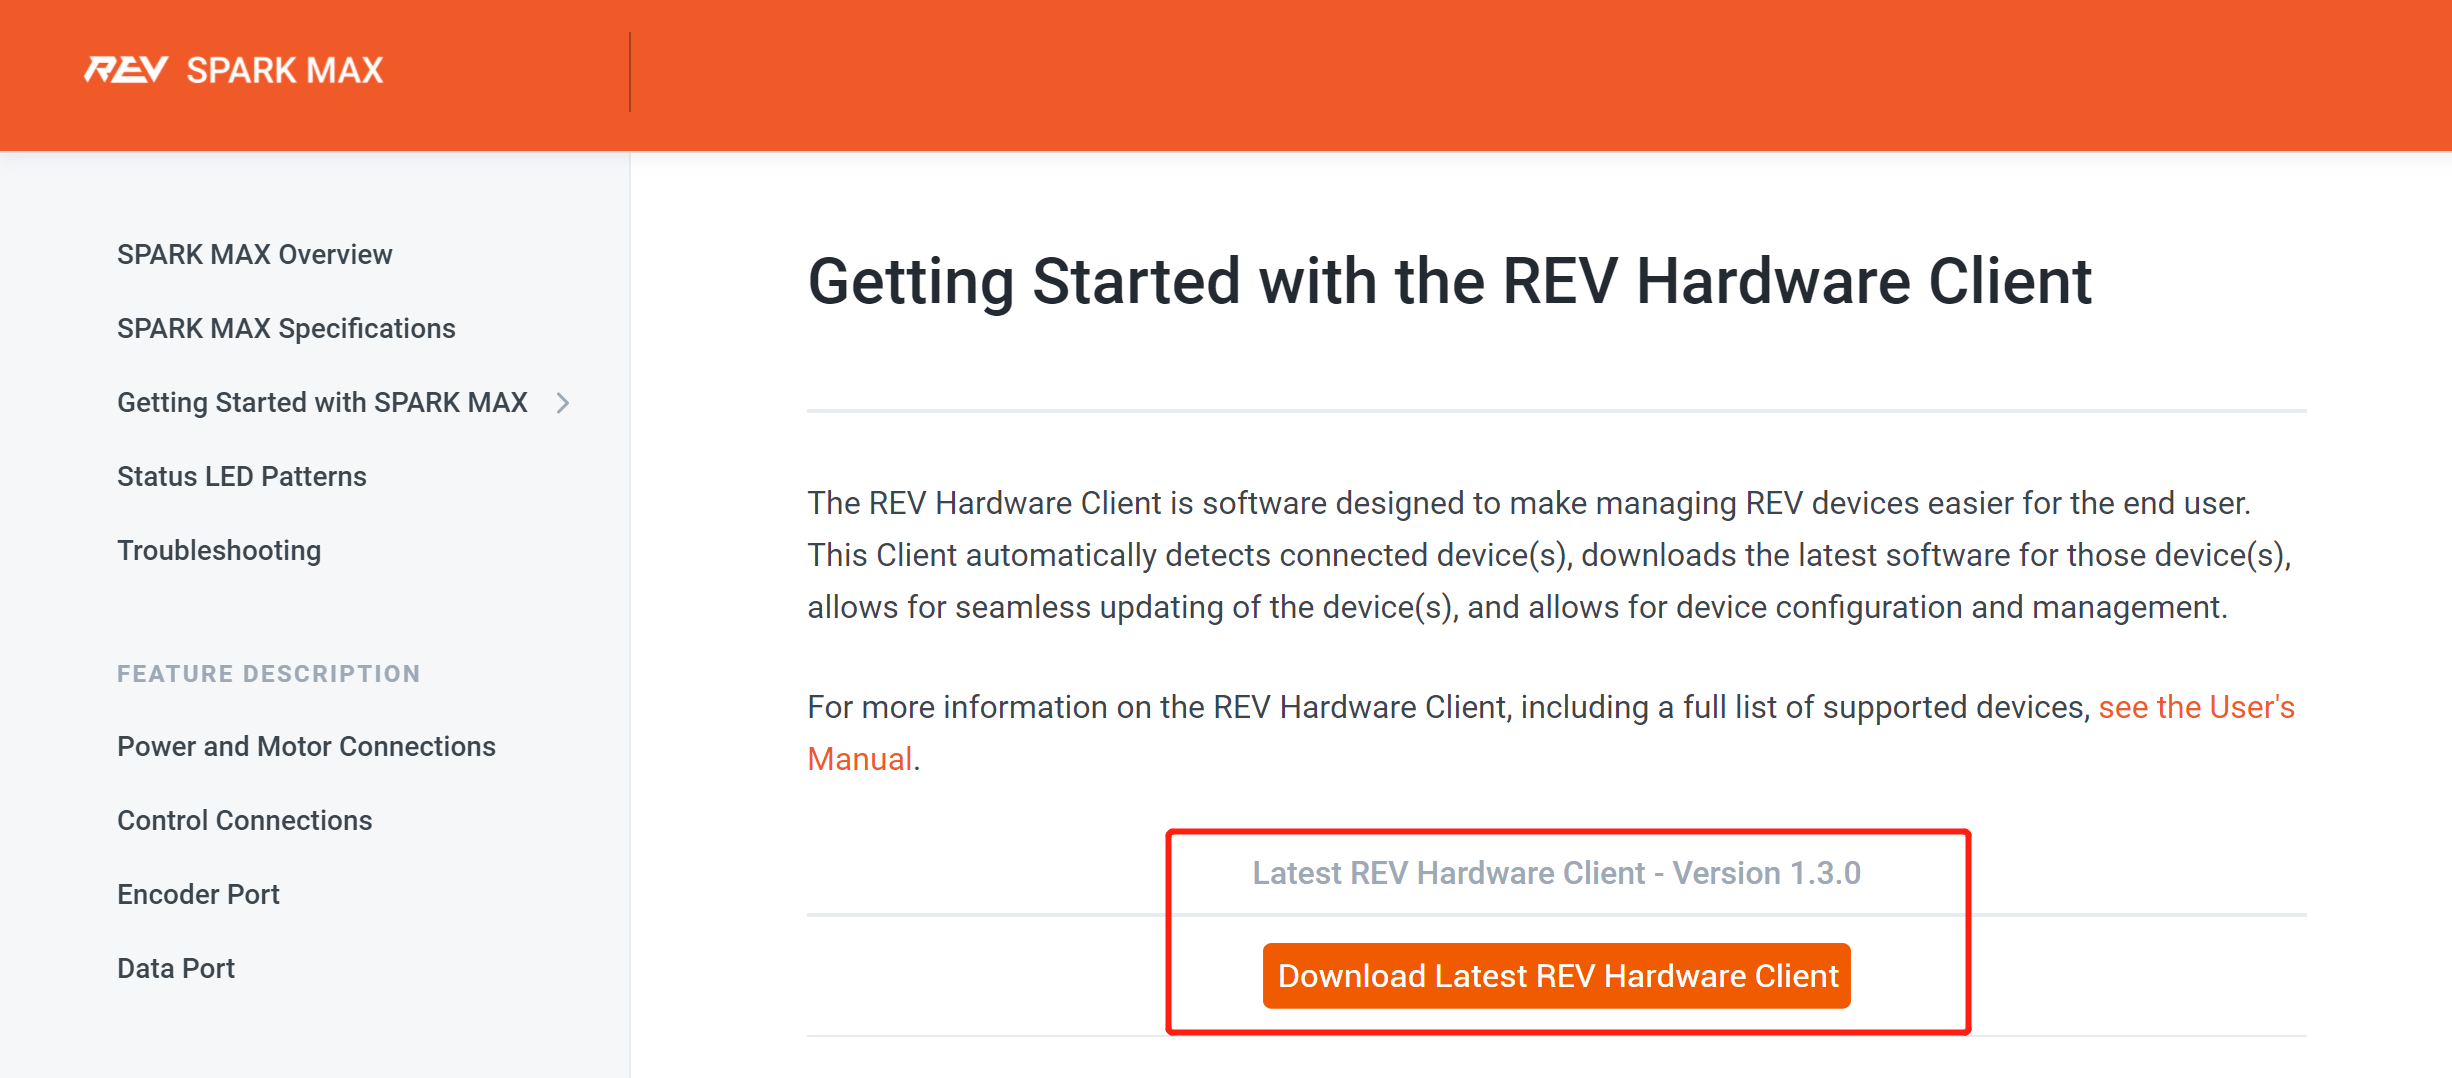 REV SPARK MAX
SPARK MAX Overview
SPARK MAX Specifications
Getting Started with SPARK MAX
Status LED Patterns
Troubleshooting
FEATURE DESCRIPTION
Power and Motor Connections
Control Connections
Encoder Port
Data Port
Getting Started with the REV Hardware Client
The REV Hardware Client is software designed to make managing REV devices easier for the end user.
This Client automatically detects connected device(s), downloads the latest software for those device(s),
allows for seamless updating of the device(s), and allows for device configuration and management.
For more information on the REV Hardware Client, including a full list of supported devices, see the User's
Manual.
Latest REV Hardware Client - Version 1.3.0
Download Latest REV Hardware Client